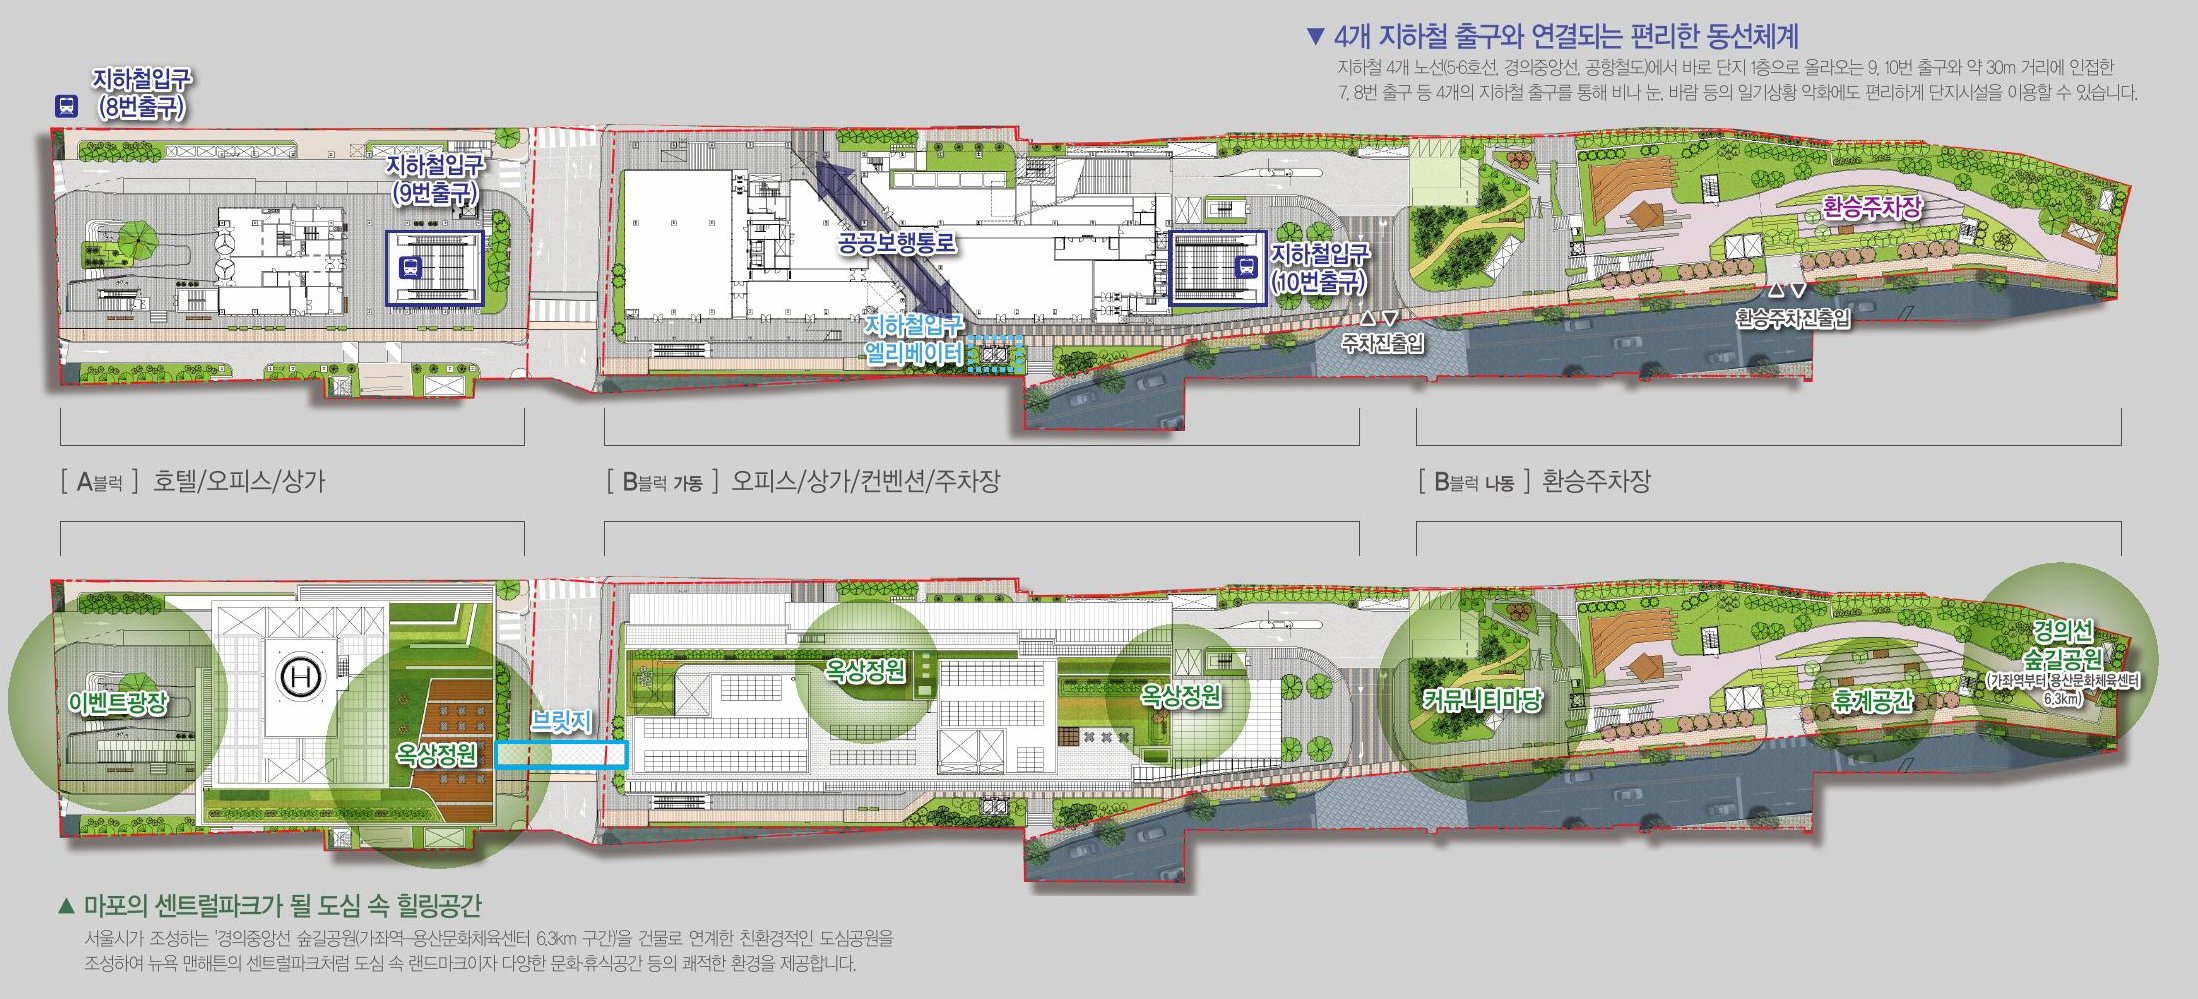 ▼ 4개 지하철 출구와 연결되는 편리한 동선체계
지하철 4개 노선(5·6호선, 경의중앙선, 공항철도)에서 바로 단지 1층으로 올라오는 9, 10번 출구와 약 30m 거리에 인접한
7, 8번 출구 등 4개의 지하철 출구를 통해 비나 눈, 바람 등의 일기상황 악화에도 편리하게 단지시설을 이용할 수 있습니다.
지하철입구
(8번출구)
지하철입구
(9번출구)
공공보행통로
지하철입구
(10번출구)
환승주차장
지하철입구
엘리베이터
주차진출입
환승주차진출입
[ A블럭 ] 호텔/오피스/상가
[ B블럭 가동 ] 오피스/상가/컨벤션/주차장
[ B블럭 나동 ] 환승주차장
이벤트광장
H
옥상정원
브릿지
옥상정원
옥상정원
커뮤니티마당
휴게공간
경의선
숲길공원
(가좌역부터 용산문화체육센터
6.3km)
▲ 마포의 센트럴파크가 될 도심 속 힐링공간
서울시가 조성하는 '경의중앙선 숲길공원(가좌역-용산문화체육센터 6.3km 구간)'을 건물로 연계한 친환경적인 도심공원을
조성하여 뉴욕 맨해튼의 센트럴파크처럼 도심 속 랜드마크이자 다양한 문화·휴식공간 등의 쾌적한 환경을 제공합니다.